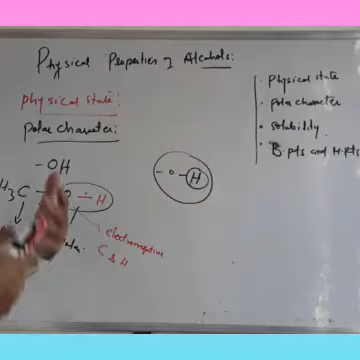 Physical Properties of Alcohols:
physical state:
polar character:
-OH
H₃C - O ÷ H
electronegative
C & H
-O-H
· physical state
· polar character
· solubility
· B.pts and M.pts